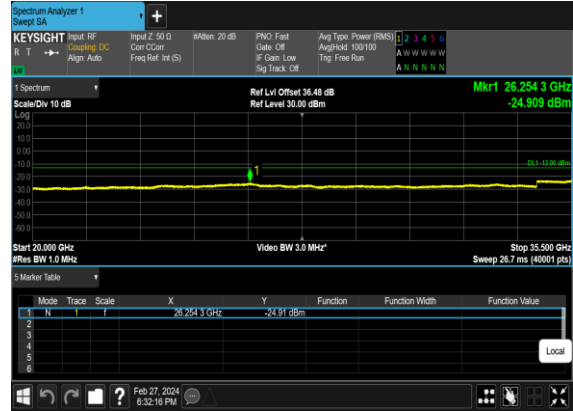 Spectrum Analyzer 1
Swept SA
KEYSIGHT Input: RF Input Z: 50 Ω #Atten: 20 dB PNO: Fast Avg Type: Power (RMS) 1 2 3 4 5 6
R T Coupling: DC Corr CCorr Gate: Off Avg|Hold: 100/100 A W W W W W
Align: Auto Freq Ref: Int (S) IF Gain: Low Trig: Free Run
LM Sig Track: Off A N N N N N
1 Spectrum Ref Lvl Offset 36.48 dB Mkr1 26.254 3 GHz
Scale/Div 10 dB Ref Level 30.00 dBm -24.909 dBm
Log
20.0
10.0
0.00
-10.0 DL1 -13.00 dBm
1
-20.0
-30.0
-40.0
-50.0
-60.0
Start 20.000 GHz Video BW 3.0 MHz* Stop 35.500 GHz
#Res BW 1.0 MHz Sweep 26.7 ms (40001 pts)
5 Marker Table
Mode Trace Scale X Y Function Function Width Function Value
1 N 1 f 26.254 3 GHz -24.91 dBm
2
3
4
5
6
Local
? Feb 27, 2024
6:32:16 PM